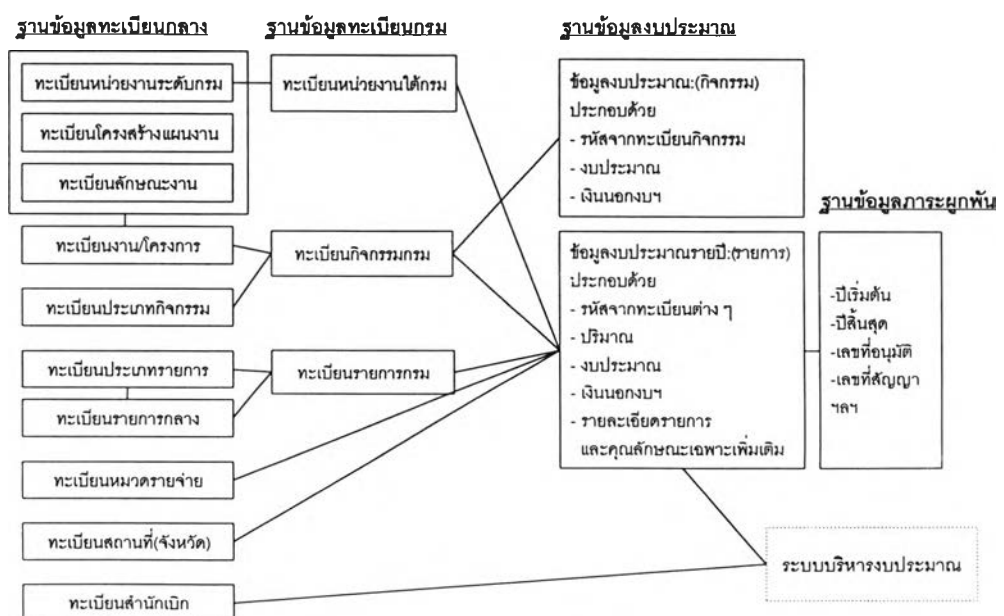 ฐานข้อมูลทะเบียนกลาง
ทะเบียนหน่วยงานระดับกรม
ทะเบียนโครงสร้างแผนงาน
ทะเบียนลักษณะงาน
ทะเบียนงาน/โครงการ
ทะเบียนประเภทกิจกรรม
ทะเบียนประเภทรายการ
ทะเบียนรายการกลาง
ทะเบียนหมวดรายจ่าย
ทะเบียนสถานที่(จังหวัด)
ทะเบียนสำนักเบิก
ฐานข้อมูลทะเบียนกรม
ทะเบียนหน่วยงานใต้กรม
ทะเบียนกิจกรรมกรม
ทะเบียนรายการกรม
ฐานข้อมูลงบประมาณ
ข้อมูลงบประมาณ:(กิจกรรม)
ประกอบด้วย
- รหัสจากทะเบียนกิจกรรม
- งบประมาณ
- เงินนอกงบฯ
ข้อมูลงบประมาณรายปี:(รายการ)
ประกอบด้วย
- รหัสจากทะเบียนต่าง ๆ
- ปริมาณ
- งบประมาณ
- เงินนอกงบฯ
- รายละเอียดรายการ
และคุณลักษณะเฉพาะเพิ่มเติม
ฐานข้อมูลภาระผูกพัน
-ปีเริ่มต้น
-ปีสิ้นสุด
-เลขที่อนุมัติ
-เลขที่สัญญา
ฯลฯ
ระบบบริหารงบประมาณ